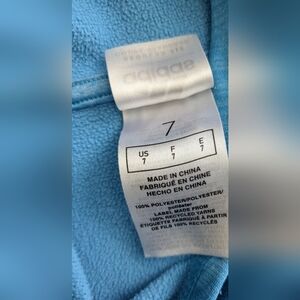 adidas
7
US F E
7 7 7
MADE IN CHINA
FABRIQUÉ EN CHINE
HECHO EN CHINA
100% POLYESTER/POLYESTER/
poliéster
LABEL MADE FROM
100% RECYCLED YARNS
ETIQUETTE FABRIQUÉE À PARTIR
DE FILS 100% RECYCLÉS